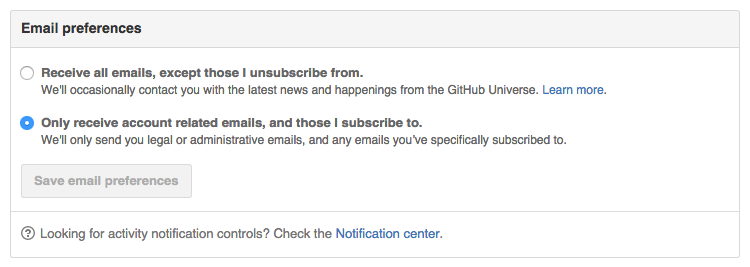 Email preferences
Receive all emails, except those I unsubscribe from.
We'll occasionally contact you with the latest news and happenings from the GitHub Universe. Learn more.
Only receive account related emails, and those I subscribe to.
We'll only send you legal or administrative emails, and any emails you've specifically subscribed to.
Save email preferences
Looking for activity notification controls? Check the Notification center.